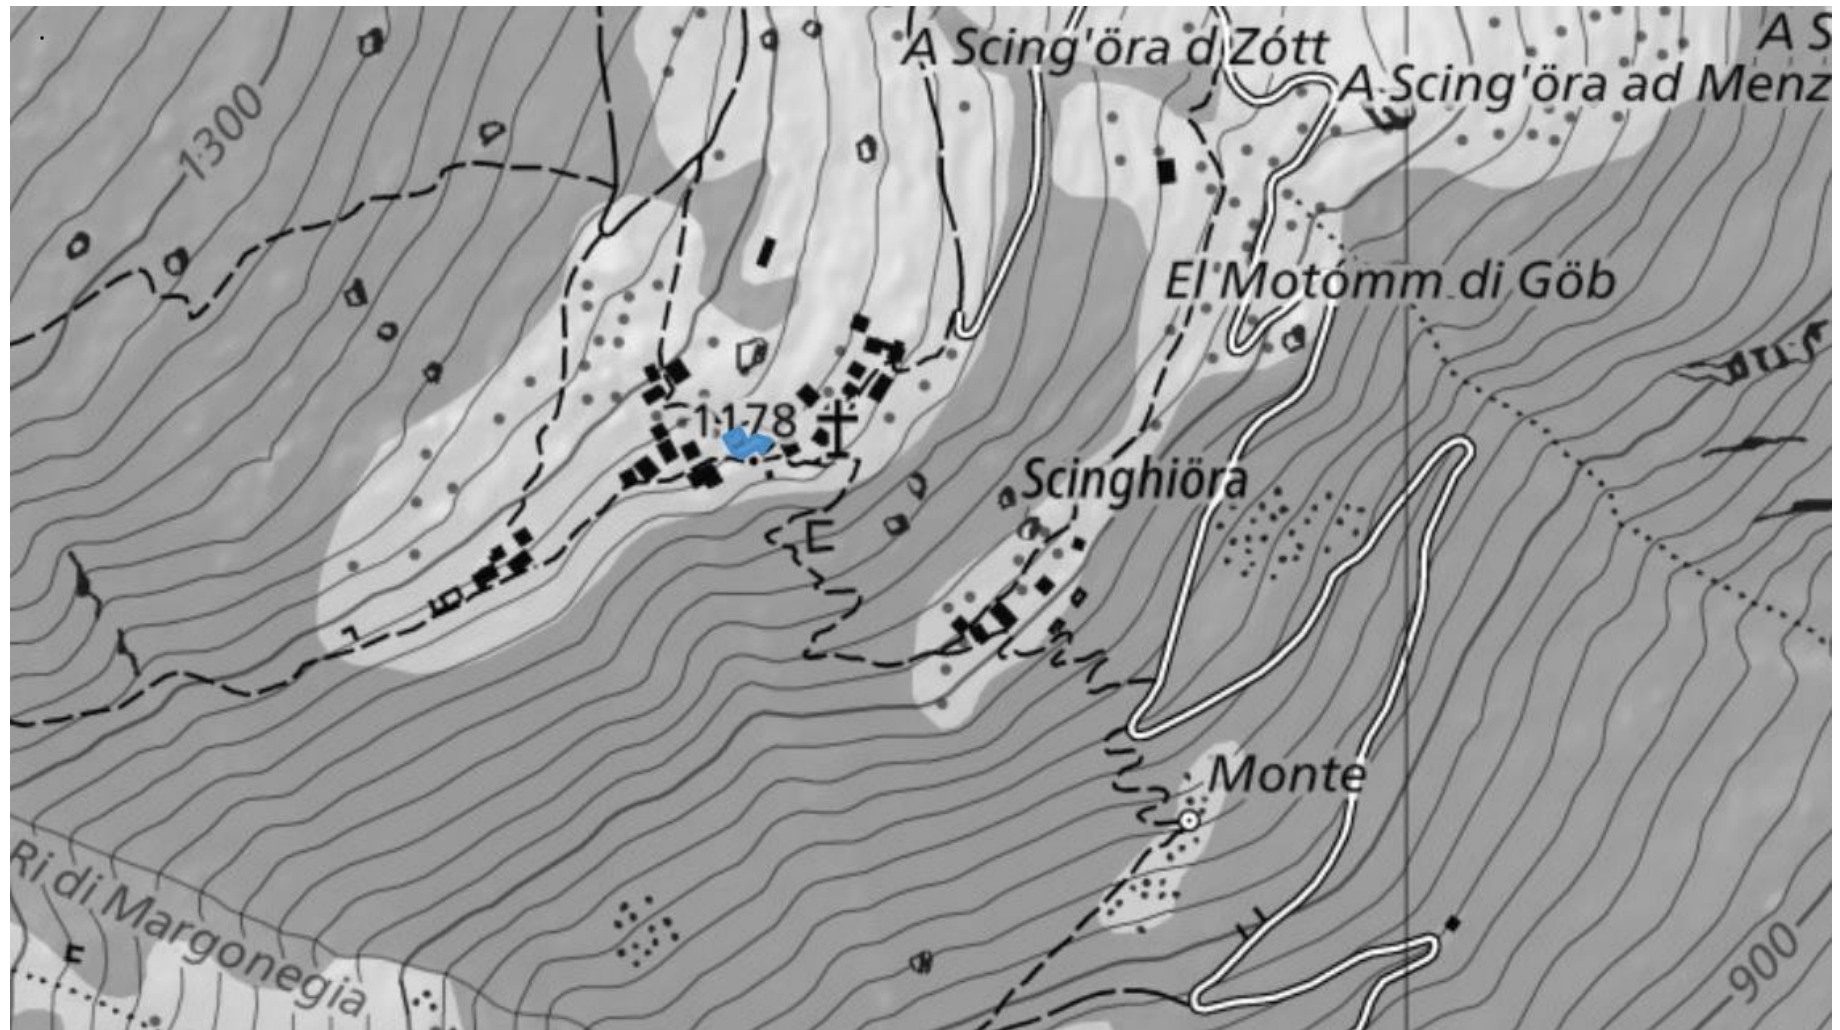 A Scing'öra d Zótt
A S
A Scing'öra ad Menz
1300
El Motómm di Göb
1178
Scinghiöra
Monte
Ri di Margonegia
900